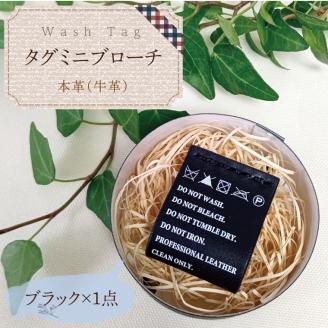 Wash Tag
タグミニブローチ
本革(牛革)
DO NOT WASH.
DO NOT BLEACH.
DO NOT TUMBLE DRY.
DO NOT IRON.
PROFESSIONAL LEATHER
CLEAN ONLY.
ブラック×1点